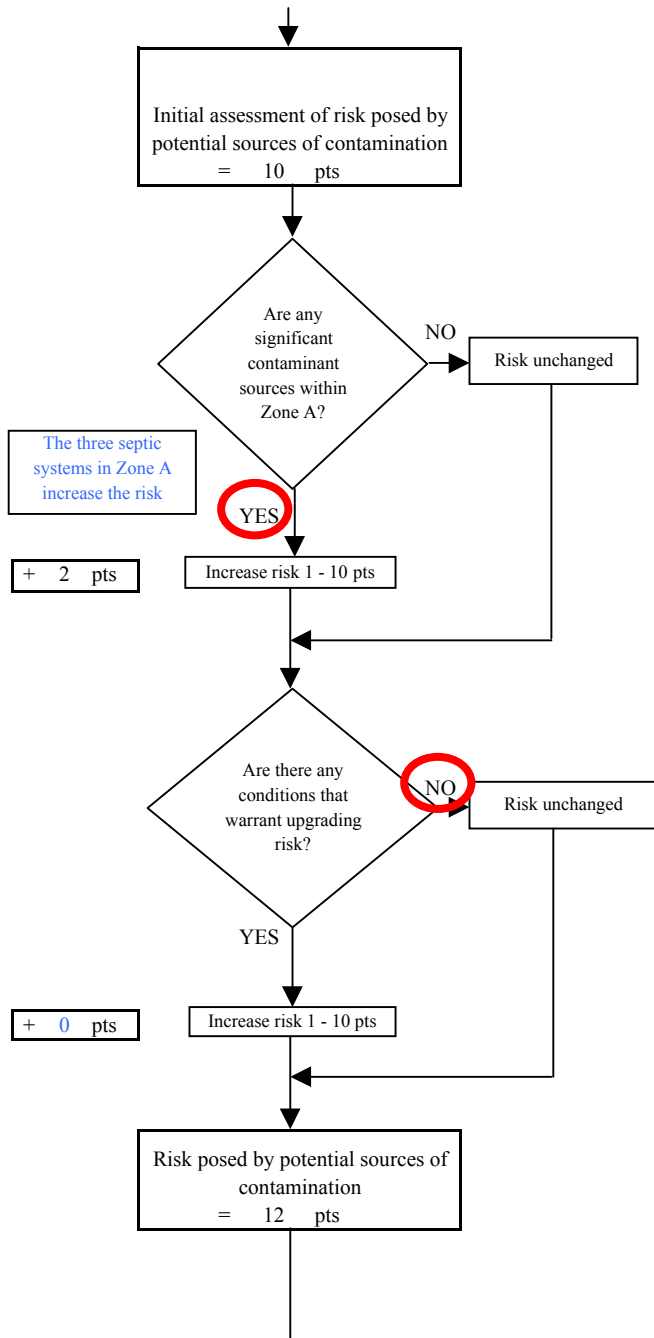 Initial assessment of risk posed by
potential sources of contamination
= 10 pts
Are any
significant
contaminant
sources within
Zone A?
NO
Risk unchanged
The three septic
systems in Zone A
increase the risk
YES
+ 2 pts
Increase risk 1 - 10 pts
Are there any
conditions that
warrant upgrading
risk?
NO
Risk unchanged
YES
+ 0 pts
Increase risk 1 - 10 pts
Risk posed by potential sources of
contamination
= 12 pts